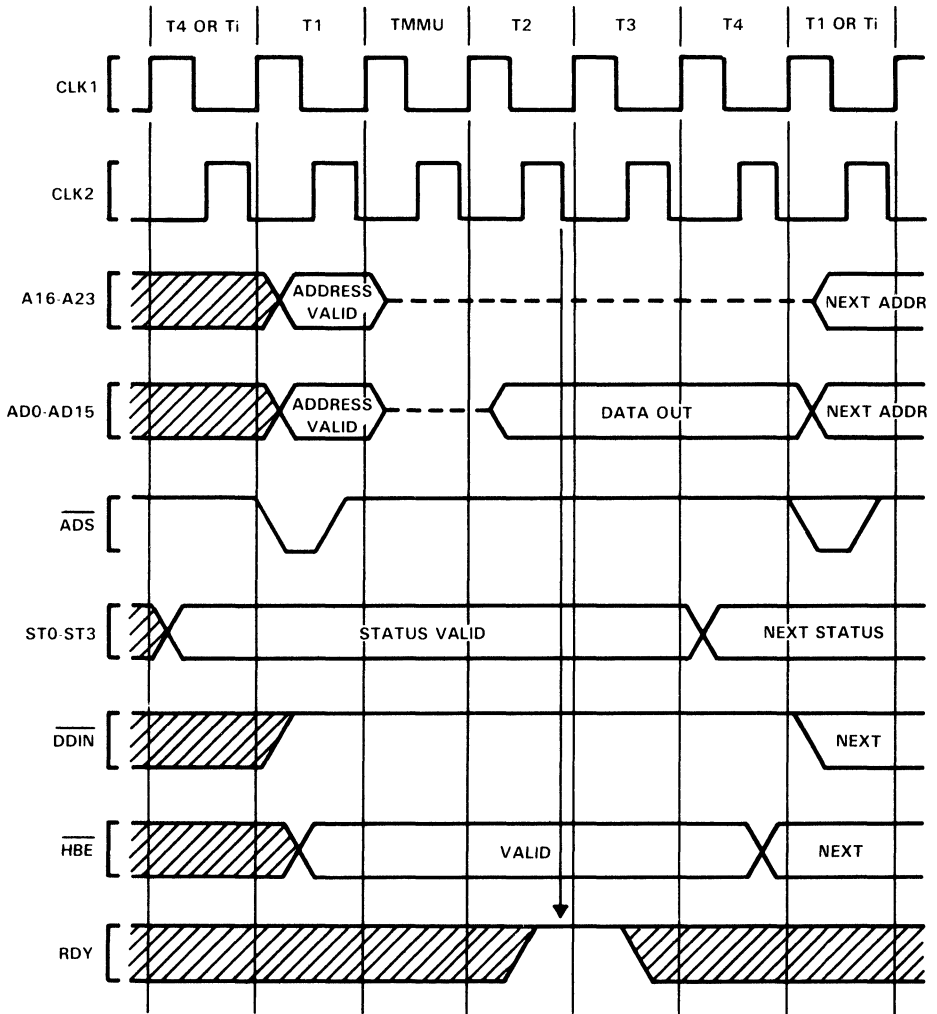 T4 OR Ti T1 TMMU T2 T3 T4 T1 OR Ti
CLK1
CLK2
A16-A23
ADDRESS
VALID
NEXT ADDR
AD0-AD15
ADDRESS
VALID
DATA OUT
NEXT ADDR
ADS
ST0-ST3
STATUS VALID
NEXT STATUS
DDIN
NEXT
HBE
VALID
NEXT
RDY